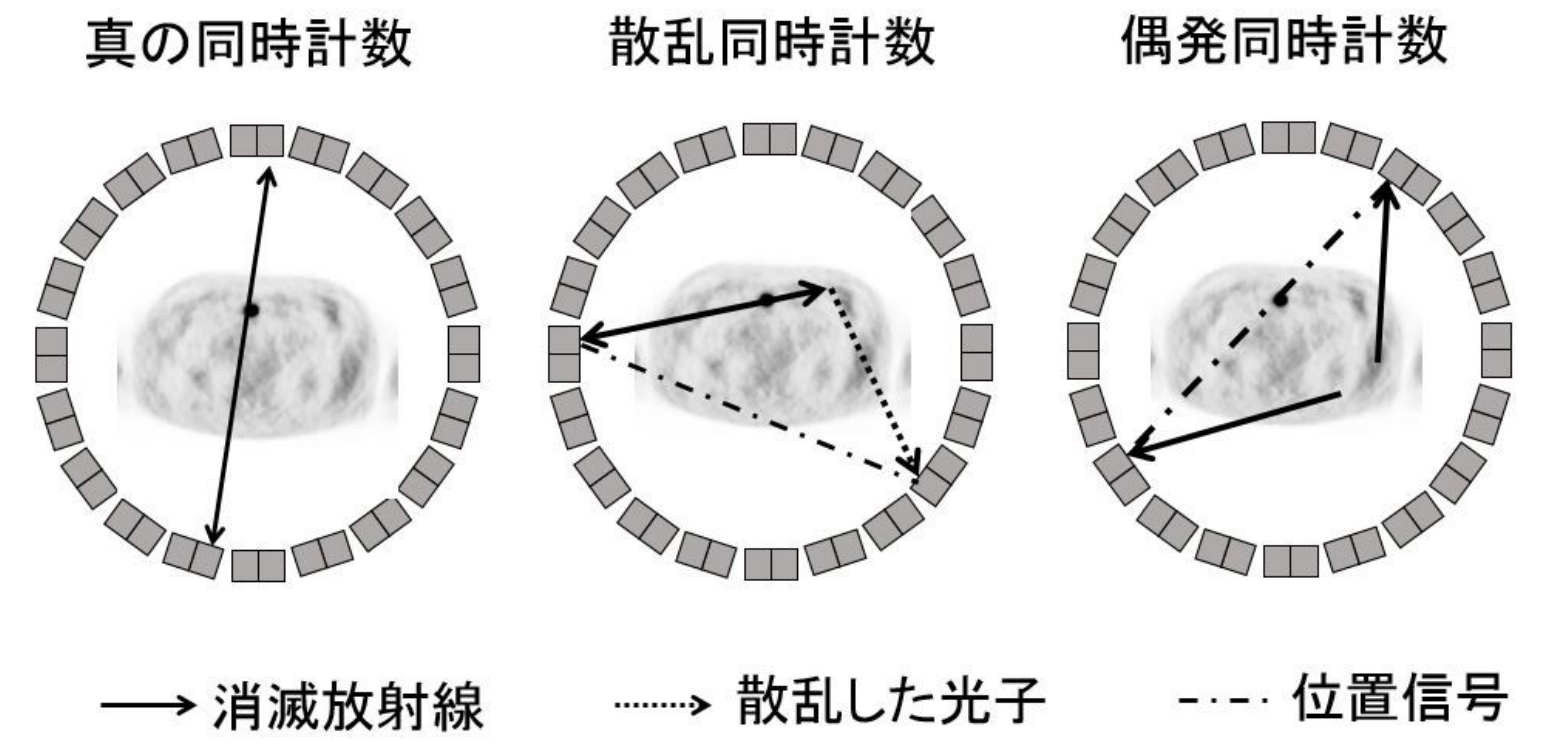 真の同時計数
散乱同時計数
偶発同時計数
消滅放射線
散乱した光子
位置信号